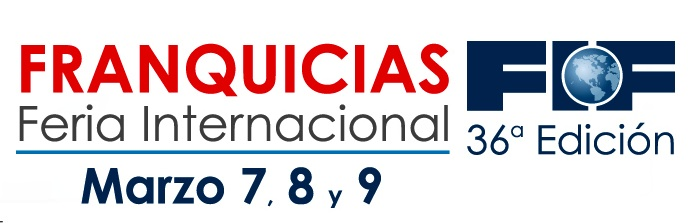 FRANQUICIAS
Feria Internacional
Marzo 7, 8 y 9
FIF
36ª Edición